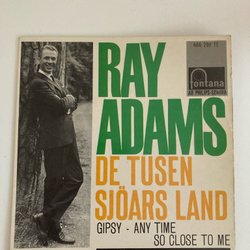 RAY
ADAMS
fontana
DE TUSEN
SJÖARS LAND
GIPSY - ANY TIME
SO CLOSE TO ME